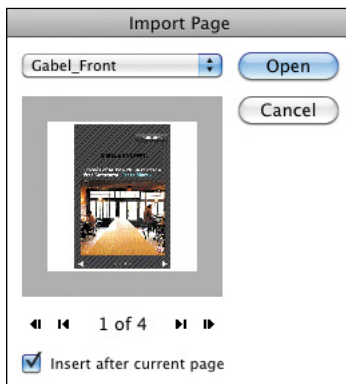 Import Page
Gabel_Front
Open
Cancel
1 of 4
Insert after current page